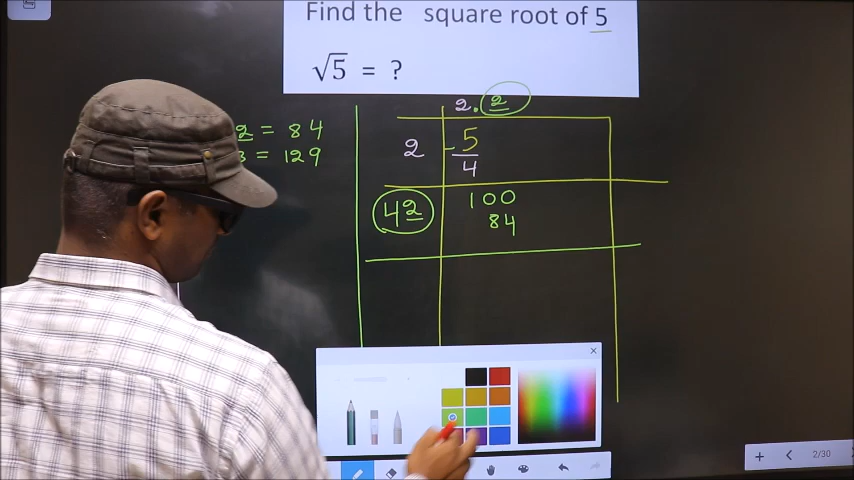 Find the square root of 5
√5 = ?
2.2
2 = 84
3 = 129
2
- 5
4
42
100
84
2/30